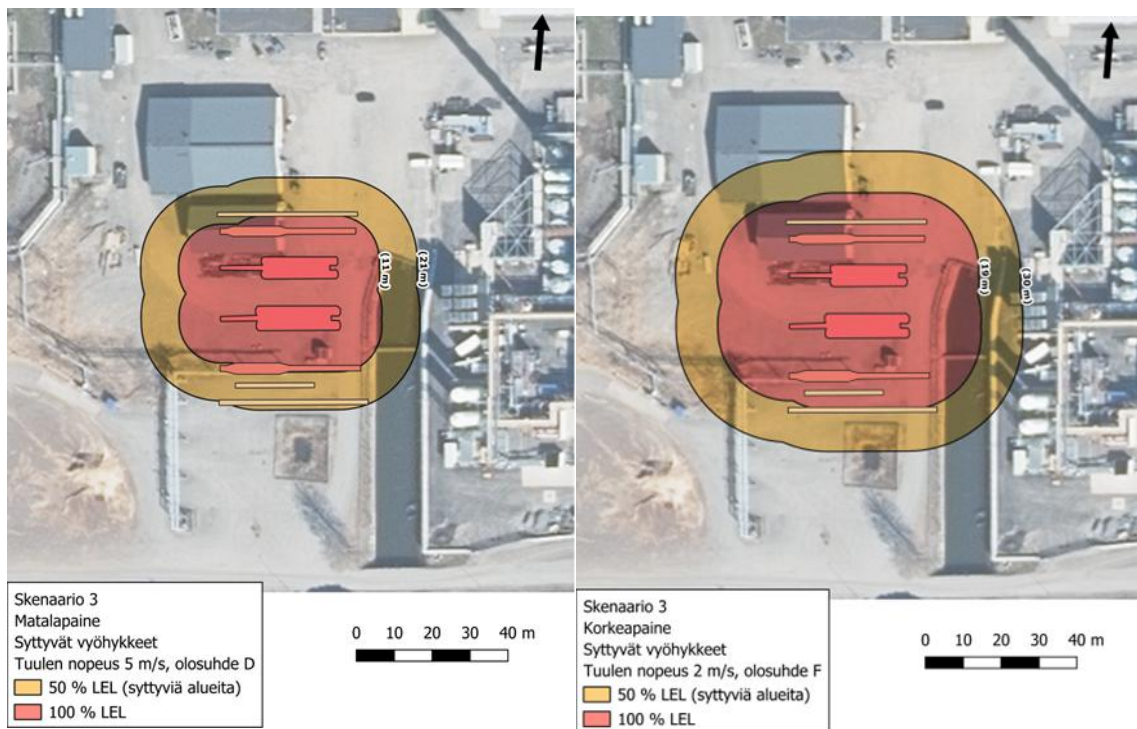 (11 m)
(21 m)
Skenaario 3
Matalapaine
Syttyvät vyöhykkeet
Tuulen nopeus 5 m/s, olosuhde D
50 % LEL (syttyviä alueita)
100 % LEL
0 10 20 30 40 m
(19 m)
(30 m)
Skenaario 3
Korkeapaine
Syttyvät vyöhykkeet
Tuulen nopeus 2 m/s, olosuhde F
50 % LEL (syttyviä alueita)
100 % LEL
0 10 20 30 40 m